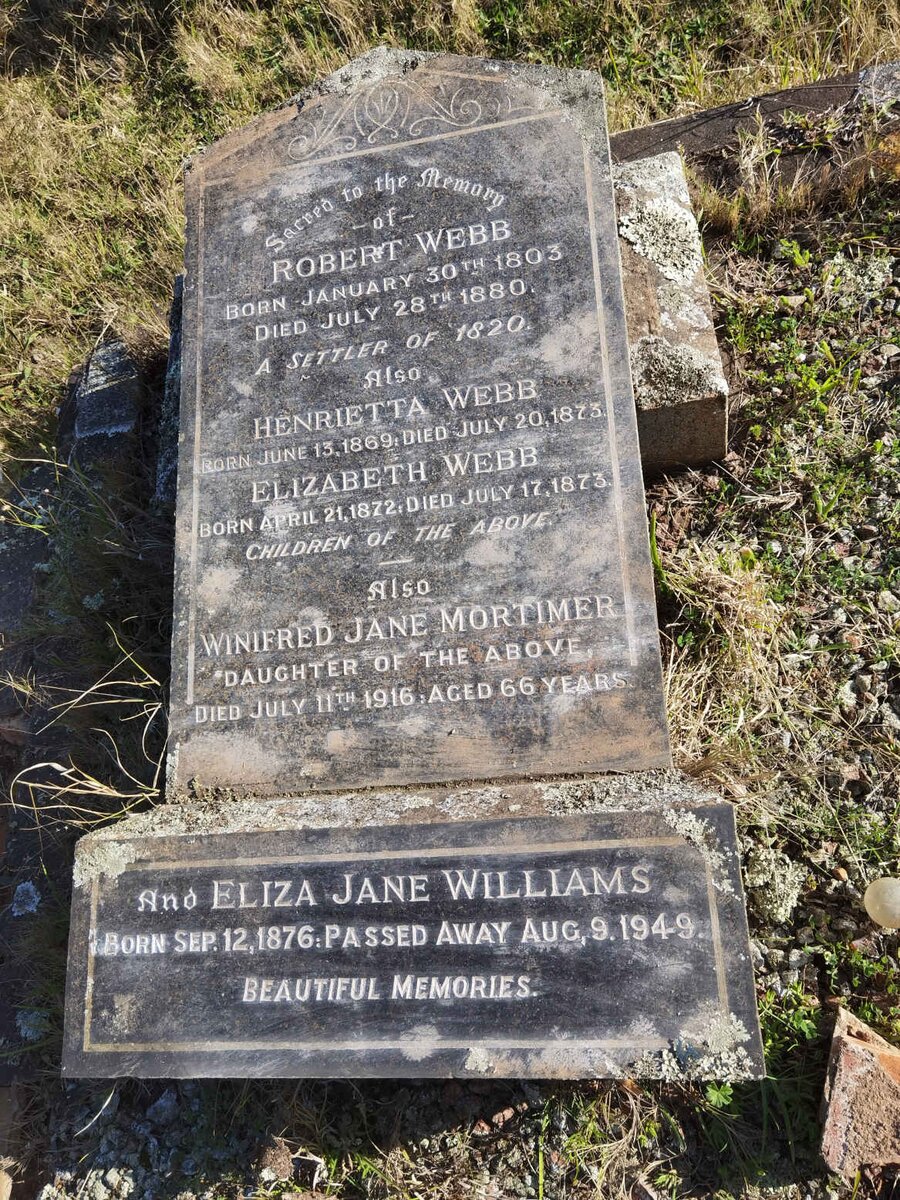 Sacred to the Memory
-of-
ROBERT WEBB
BORN JANUARY 30TH 1803
DIED JULY 28TH 1880.
A SETTLER OF 1820.
Also
HENRIETTA WEBB
BORN JUNE 13, 1869: DIED JULY 20, 1873.
ELIZABETH WEBB
BORN APRIL 21, 1872: DIED JULY 17, 1873.
CHILDREN OF THE ABOVE.
Also
WINIFRED JANE MORTIMER
DAUGHTER OF THE ABOVE,
DIED JULY 11TH 1916: AGED 66 YEARS
And ELIZA JANE WILLIAMS
BORN SEP. 12, 1876: PASSED AWAY AUG, 9. 1949.
BEAUTIFUL MEMORIES.